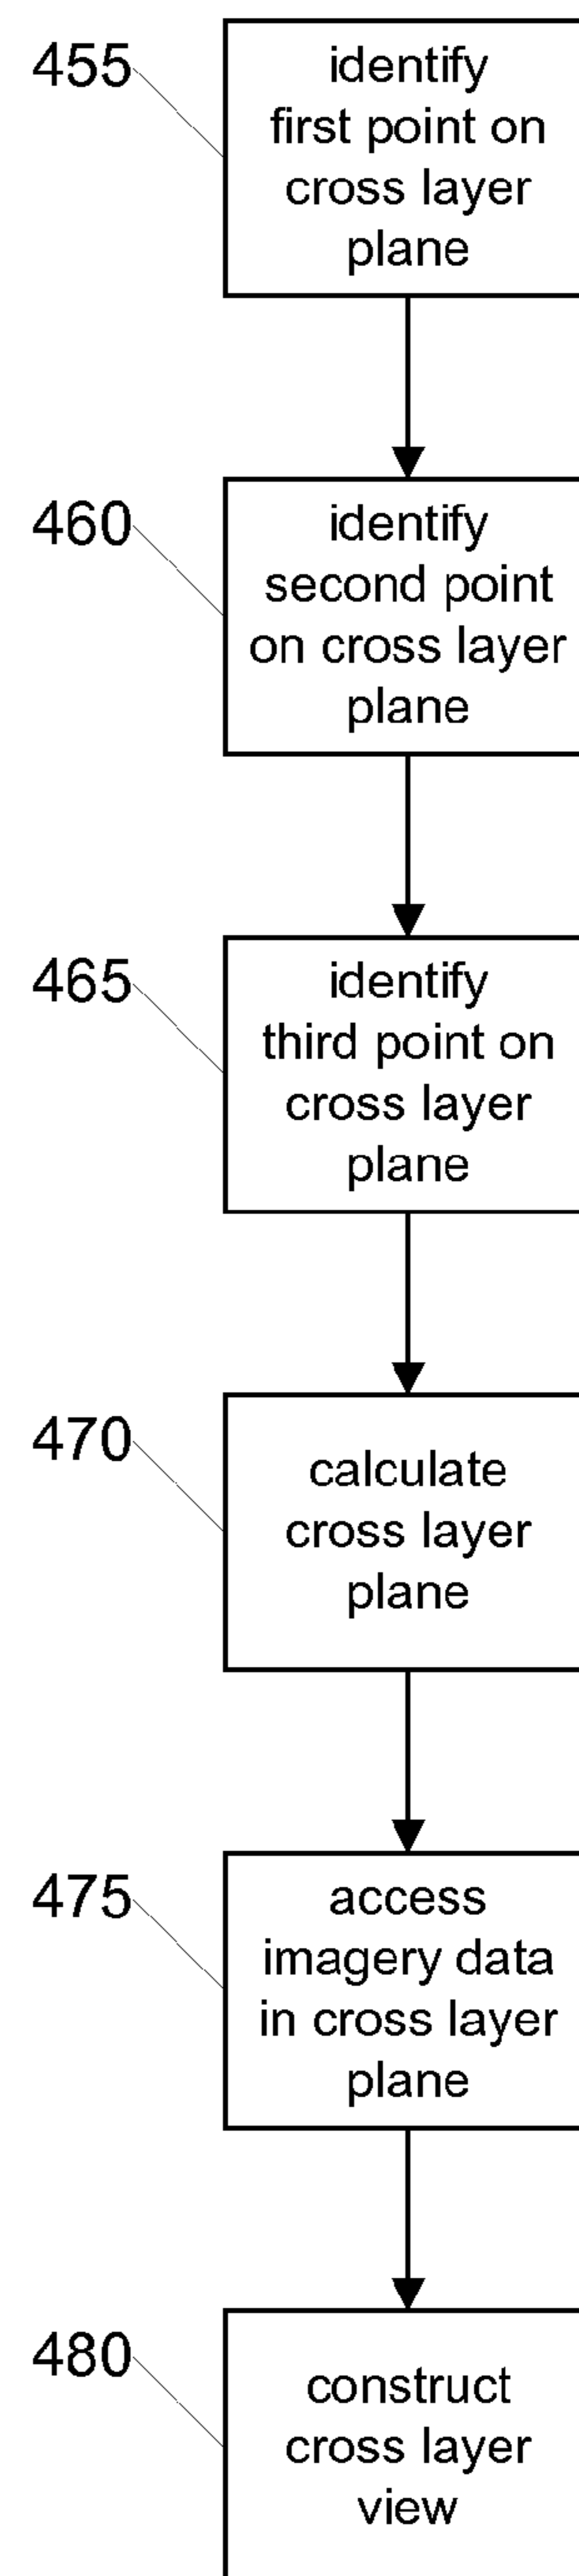 455
identify
first point on
cross layer
plane
460
identify
second point
on cross layer
plane
465
identify
third point on
cross layer
plane
470
calculate
cross layer
plane
475
access
imagery data
in cross layer
plane
480
construct
cross layer
view